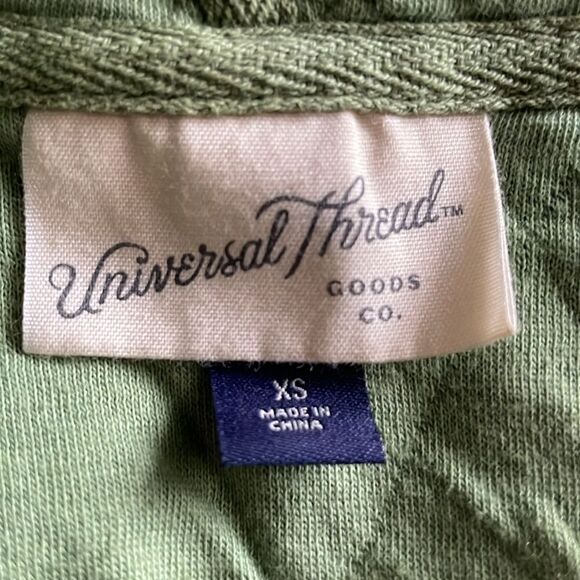 Universal Thread™
GOODS
CO.
XS
MADE IN
CHINA